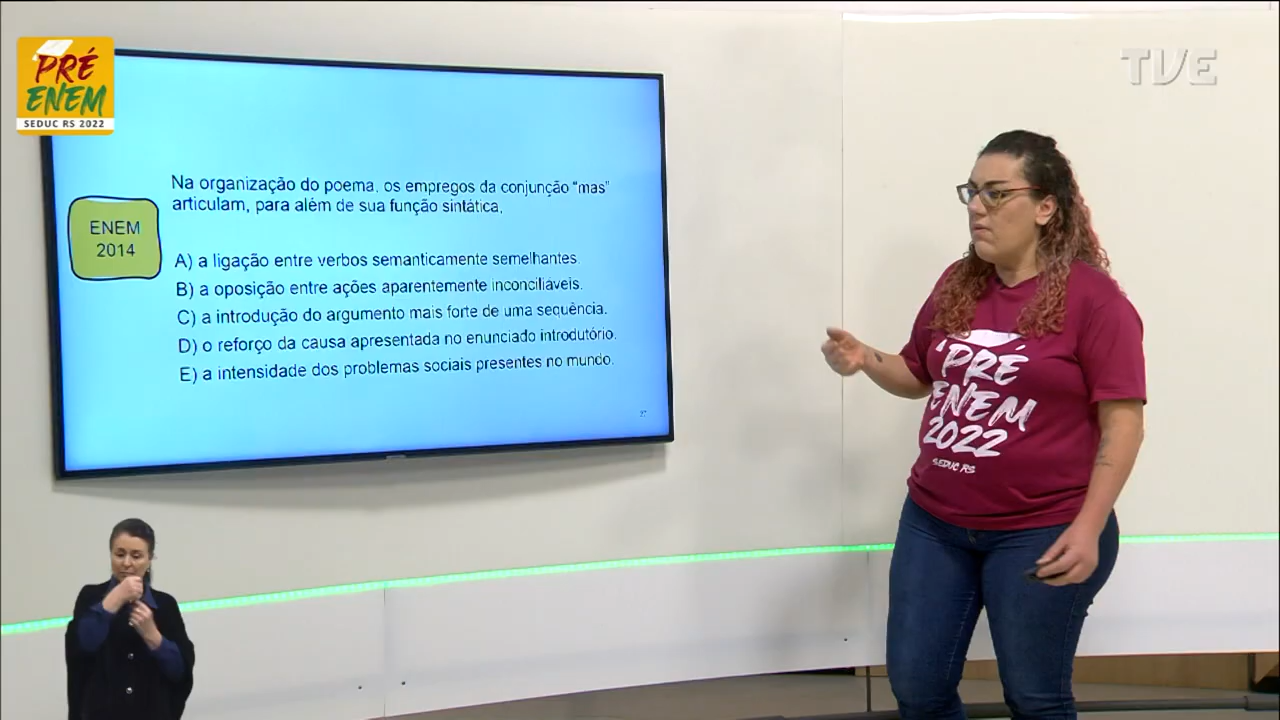 PRÉ
ENEM
SEDUC RS 2022
TVE
Na organização do poema, os empregos da conjunção “mas”
articulam, para além de sua função sintática,
ENEM
2014
A) a ligação entre verbos semanticamente semelhantes.
B) a oposição entre ações aparentemente inconciliáveis.
C) a introdução do argumento mais forte de uma sequência.
D) o reforço da causa apresentada no enunciado introdutório.
E) a intensidade dos problemas sociais presentes no mundo.
27
PRÉ
ENEM
2022
SEDUC RS